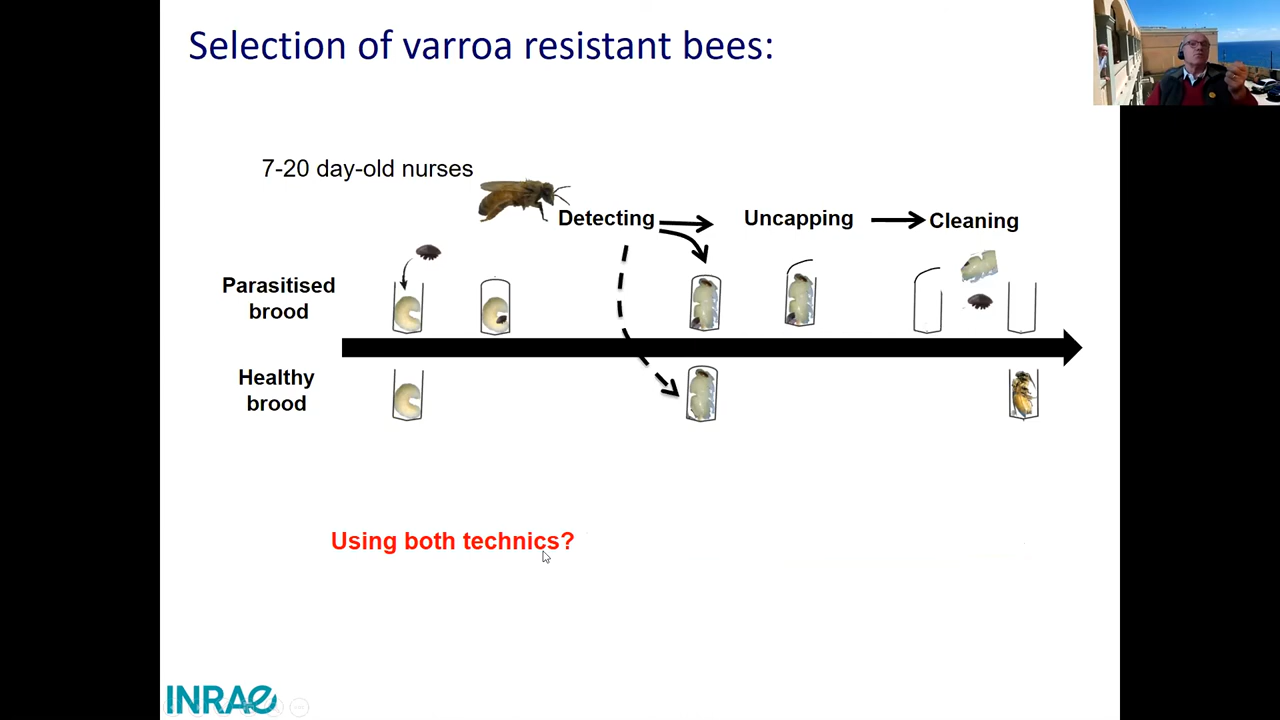 Selection of varroa resistant bees:
7-20 day-old nurses
Detecting
Uncapping
Cleaning
Parasitised
brood
Healthy
brood
Using both technics?
INRAE